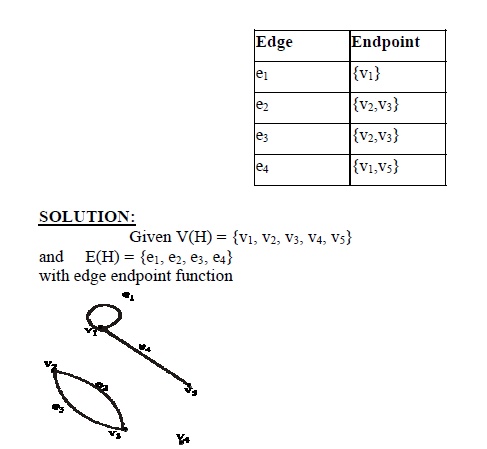 Edge Endpoint
e1 {v1}
e2 {v2,v3}
e3 {v2,v3}
e4 {v1,v5}
SOLUTION:
Given V(H) = {v1, v2, v3, v4, v5}
and E(H) = {e1, e2, e3, e4}
with edge endpoint function
e1
v1
e4
v2
e2
v5
e3
v3
v4